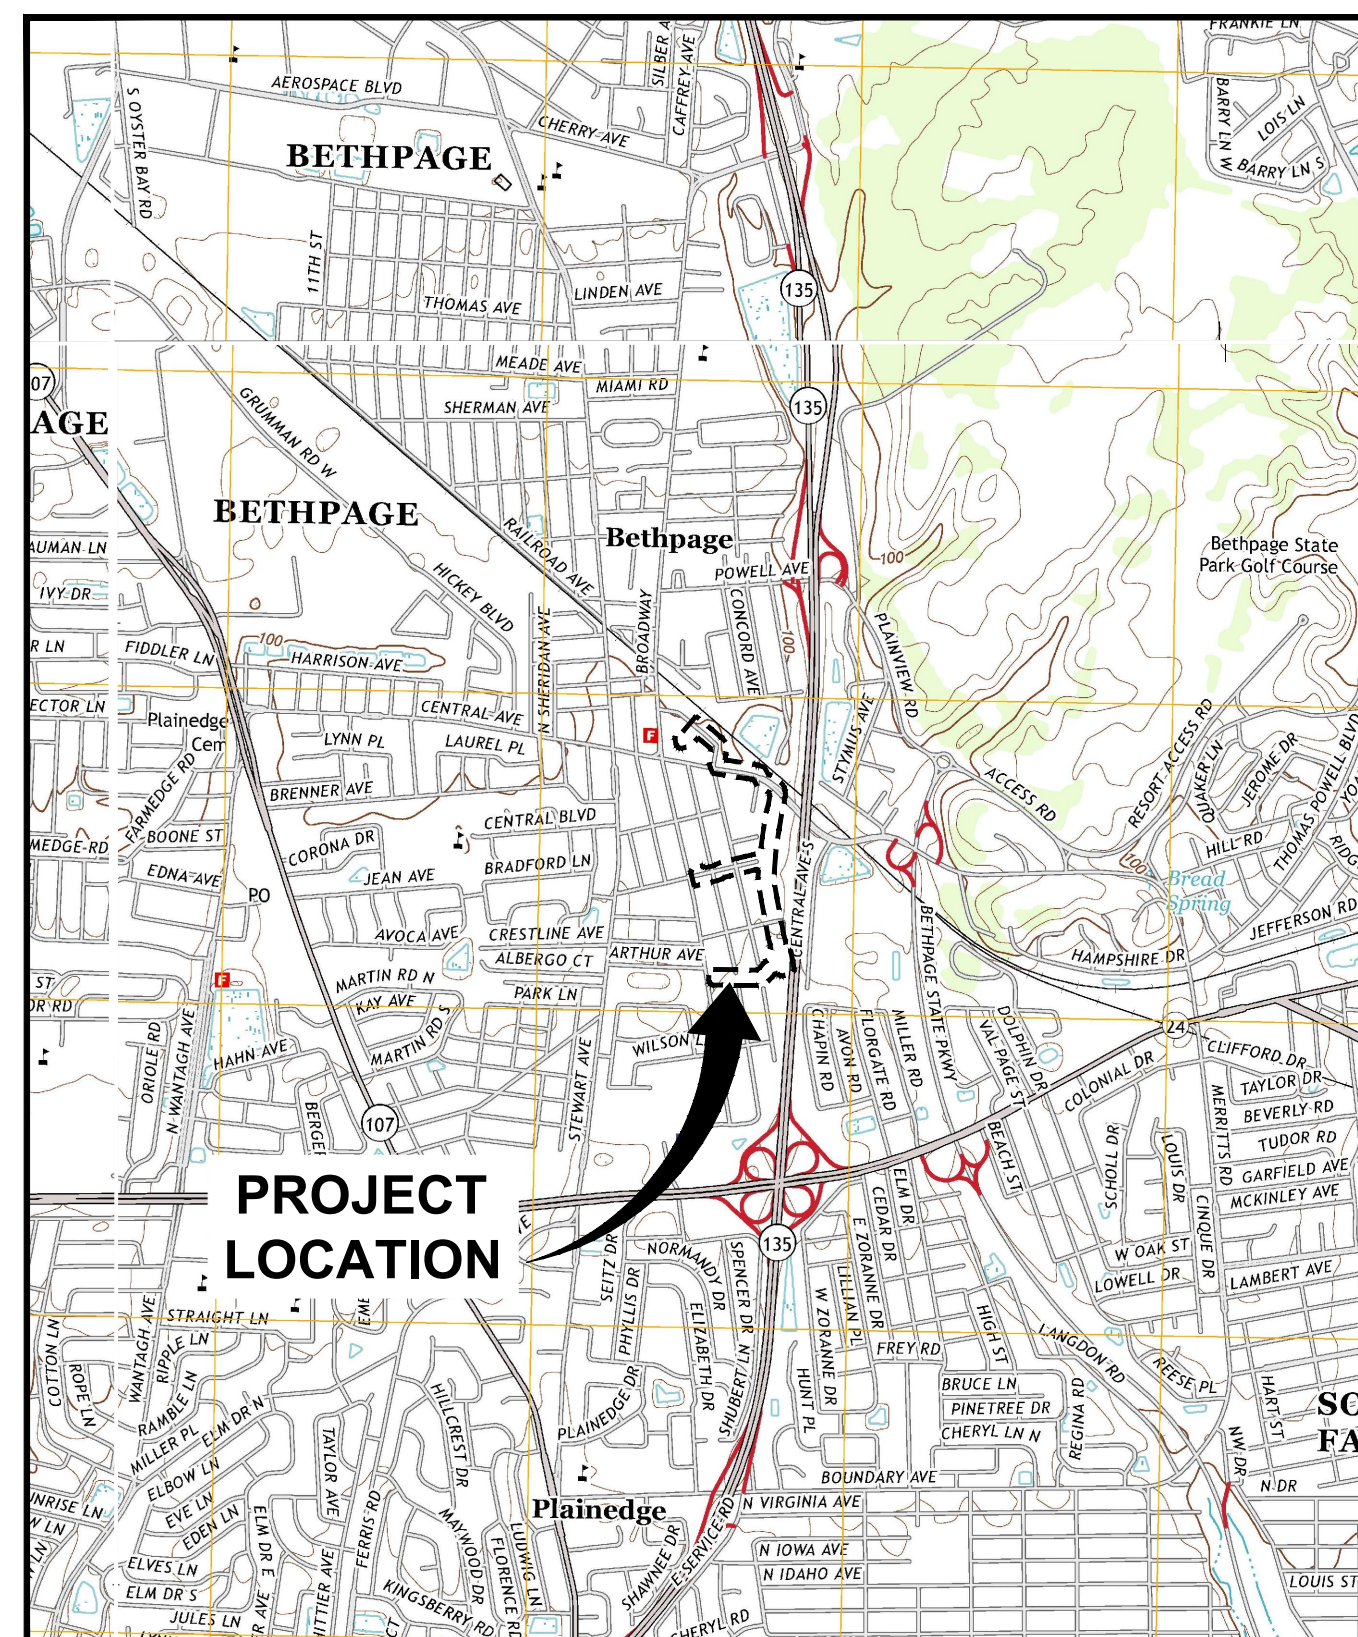 FRANKIE LN
AEROSPACE BLVD
S OYSTER BAY RD
CHERRY AVE
CAFFREY AVE
BARRY LN W
LOIS LN
BARRY LN S
BETHPAGE
11TH ST
THOMAS AVE
LINDEN AVE
135
MEADE AVE
MIAMI RD
SHERMAN AVE
135
07
AGE
GRUMMAN RD W
BETHPAGE
RAILROAD AVE
Bethpage
POWELL AVE
100
Bethpage State
Park Golf Course
AUMAN LN
IVY DR
HICKEY BLVD
N SHERIDAN AVE
BROADWAY
CONCORD AVE
100
PLAINVIEW RD
R LN
FIDDLER LN
100
HARRISON AVE
ECTOR LN
CENTRAL AVE
Plainedge
Cem
LYNN PL
LAUREL PL
F
STYMUS AVE
ACCESS RD
RESORT ACCESS RD
QUAKER LN
JEROME DR
THOMAS POWELL BLVD
FARMEDGE RD
BRENNER AVE
BOONE ST
MEDGE RD
CORONA DR
CENTRAL BLVD
BRADFORD LN
JEAN AVE
EDNA AVE
PO
HILL RD
100
Bread
Spring
JEFFERSON RD
CENTRAL AVE S
BETHPAGE STATE PKWY
AVOCA AVE
CRESTLINE AVE
ALBERGO CT
ARTHUR AVE
HAMPSHIRE DR
F
MARTIN RD N
KAY AVE
PARK LN
ST
OR RD
MARTIN RD S
ORIOLE RD
N WANTAGH AVE
HAHN AVE
STEWART AVE
WILSON L
CHAPIN RD
AVON RD
FLORGATE RD
MILLER RD
VAL PAGE ST
DOLPHIN DR
COLONIAL DR
24
CLIFFORD DR
TAYLOR DR
BEVERLY RD
TUDOR RD
GARFIELD AVE
MCKINLEY AVE
MERRITTS RD
107
BERGE
BEACH ST
SCHOLL DR
LOUIS DR
CINQUE DR
PROJECT
LOCATION
ELM DR
CEDAR DR
E ZORANNE DR
LILLIAN PL
W ZORANNE DR
135
SEITZ DR
NORMANDY DR
SPENCER DR
PHYLLIS DR
ELIZABETH DR
SHUBERT LN
W OAK ST
LOWELL DR
LAMBERT AVE
STRAIGHT LN
EME
COTTON LN
ROPE LN
WANTAGH AVE
RIPPLE LN
RAMBLE LN
MILLER PL
ELM DR N
ELBOW LN
EVE LN
EDEN LN
ELVES LN
ELM DR S
JULES LN
ELM DR E
TAYLOR AVE
FERRIS RD
HITTIER AVE
HILLCREST DR
MAYWOOD DR
FLORENCE R
LUDWIG LN
KINGSBERRY RD
PLAINEDGE DR
Plainedge
HUNT PL
FREY RD
HIGH ST
LANGDON RD
REESE PL
BRUCE LN
PINETREE DR
CHERYL LN N
REGINA RD
HART ST
NW DR
N DR
BOUNDARY AVE
N VIRGINIA AVE
N IOWA AVE
N IDAHO AVE
SHAWNEE DR
E SERVICE RD
SHERYL RD
LOUIS ST
SO
FA
UNRISE LN
W LN